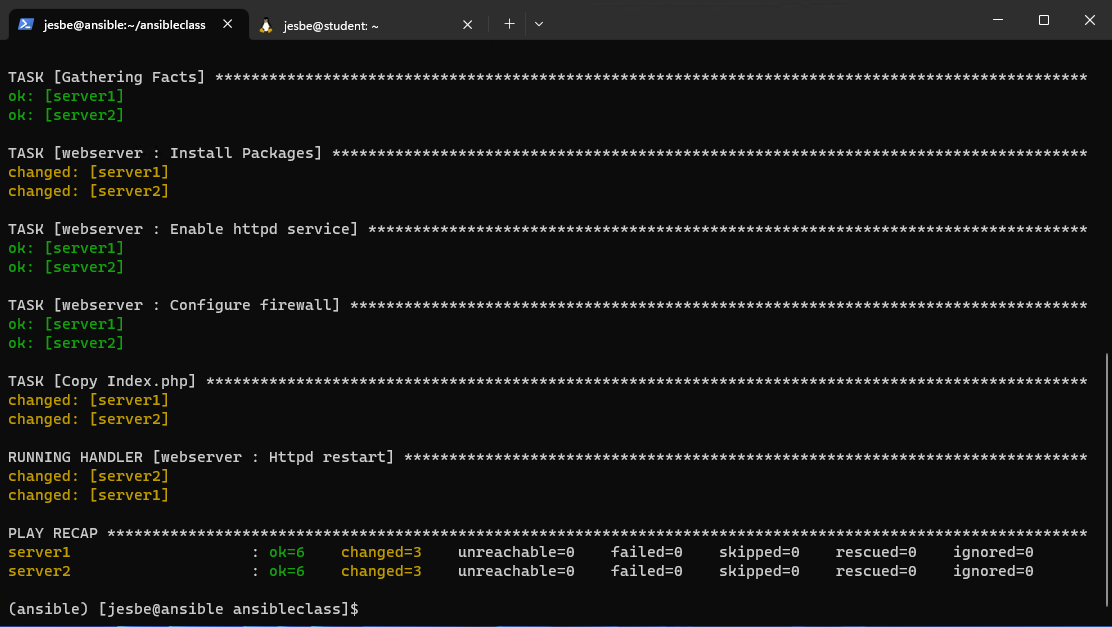 jesbe@ansible:~/ansibleclass
jesbe@student: ~
TASK [Gathering Facts] *************************************************************************************************
ok: [server1]
ok: [server2]
TASK [webserver : Install Packages] ************************************************************************************
changed: [server1]
changed: [server2]
TASK [webserver : Enable httpd service] ********************************************************************************
ok: [server1]
ok: [server2]
TASK [webserver : Configure firewall] **********************************************************************************
ok: [server1]
ok: [server2]
TASK [Copy Index.php] **************************************************************************************************
changed: [server1]
changed: [server2]
RUNNING HANDLER [webserver : Httpd restart] ****************************************************************************
changed: [server2]
changed: [server1]
PLAY RECAP *************************************************************************************************************
server1                    : ok=6    changed=3    unreachable=0    failed=0    skipped=0    rescued=0    ignored=0
server2                    : ok=6    changed=3    unreachable=0    failed=0    skipped=0    rescued=0    ignored=0
(ansible) [jesbe@ansible ansibleclass]$